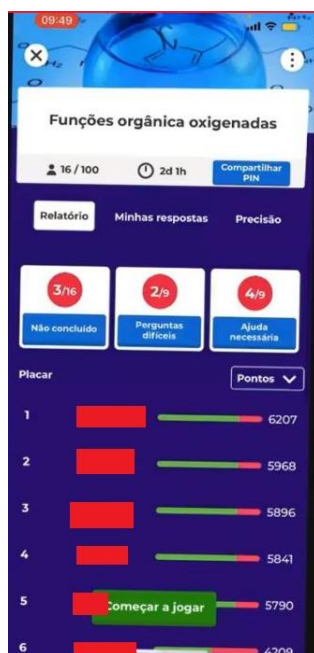 09:49
Funções orgânica oxigenadas
16 / 100
2d 1h
Compartilhar
PIN
Relatório
Minhas respostas
Precisão
3/16
Não concluído
2/9
Perguntas
difíceis
4/9
Ajuda
necessária
Placar
Pontos
1
6207
2
5968
3
5896
4
5841
5
Começar a jogar
5790
6
4209